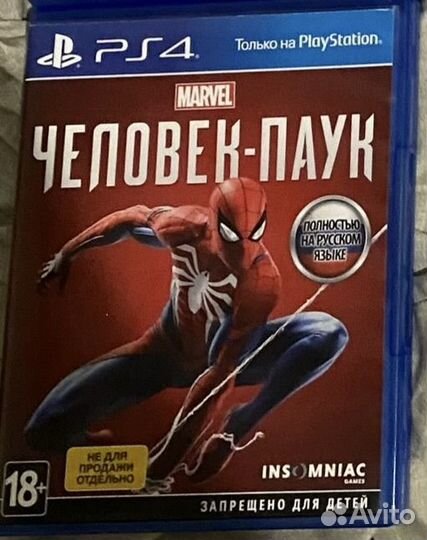 PS4
Только на PlayStation
MARVEL
ЧЕЛОВЕК-ПАУК
ПОЛНОСТЬЮ
НА РУССКОМ
ЯЗЫКЕ
НЕ ДЛЯ
ПРОДАЖИ
ОТДЕЛЬНО
INSOMNIAC
GAMES
18+
ЗАПРЕЩЕНО ДЛЯ ДЕТЕЙ
Avito